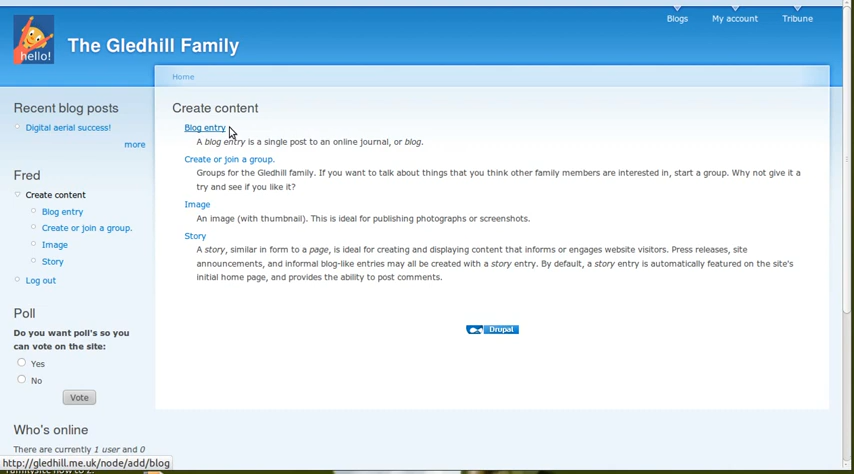 Blogs My account Tribune
hello!
The Gledhill Family
Home
Recent blog posts
Digital aerial success!
more
Fred
Create content
Blog entry
Create or join a group.
Image
Story
Log out
Poll
Do you want poll's so you
can vote on the site:
Yes
No
Vote
Who's online
There are currently 1 user and 0
Create content
Blog entry
A blog entry is a single post to an online journal, or blog.
Create or join a group.
Groups for the Gledhill family. If you want to talk about things that you think other family members are interested in, start a group. Why not give it a
try and see if you like it?
Image
An image (with thumbnail). This is ideal for publishing photographs or screenshots.
Story
A story, similar in form to a page, is ideal for creating and displaying content that informs or engages website visitors. Press releases, site
announcements, and informal blog-like entries may all be created with a story entry. By default, a story entry is automatically featured on the site's
initial home page, and provides the ability to post comments.
Drupal
http://gledhill.me.uk/node/add/blog